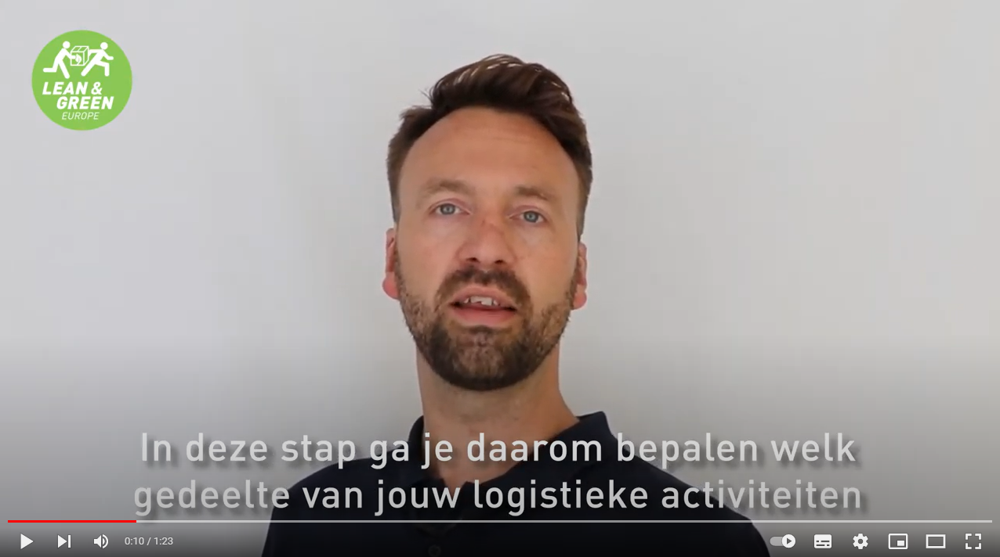 LEAN &
GREEN
EUROPE
In deze stap ga je daarom bepalen welk
gedeelte van jouw logistieke activiteiten
0:10 / 1:23